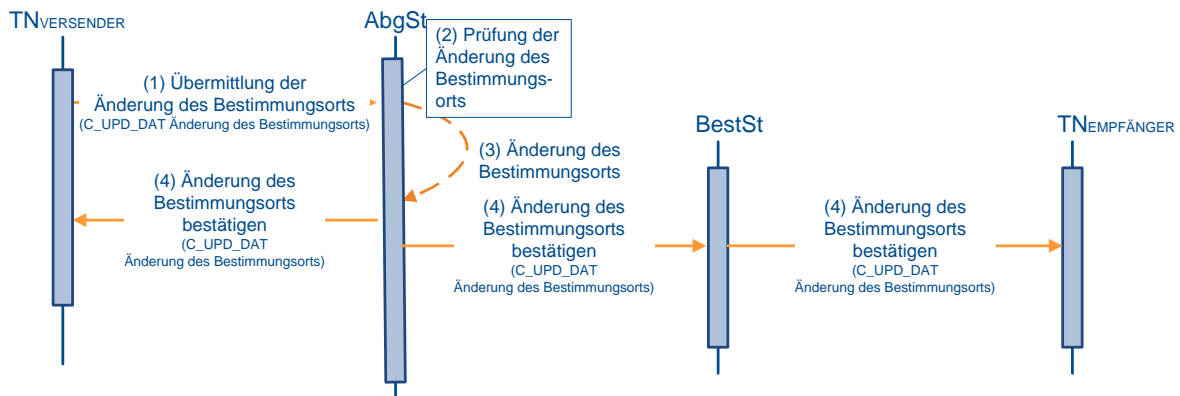 TNVERSENDER
AbgSt
(2) Prüfung der
Änderung des
Bestimmungs-
orts
(1) Übermittlung der
Änderung des Bestimmungsorts
(C_UPD_DAT Änderung des Bestimmungsorts)
BestSt
TNEMPFÄNGER
(3) Änderung des
Bestimmungsorts
(4) Änderung des
Bestimmungsorts
bestätigen
(C_UPD_DAT
Änderung des Bestimmungsorts)
(4) Änderung des
Bestimmungsorts
bestätigen
(C_UPD_DAT
Änderung des Bestimmungsorts)
(4) Änderung des
Bestimmungsorts
bestätigen
(C_UPD_DAT
Änderung des Bestimmungsorts)